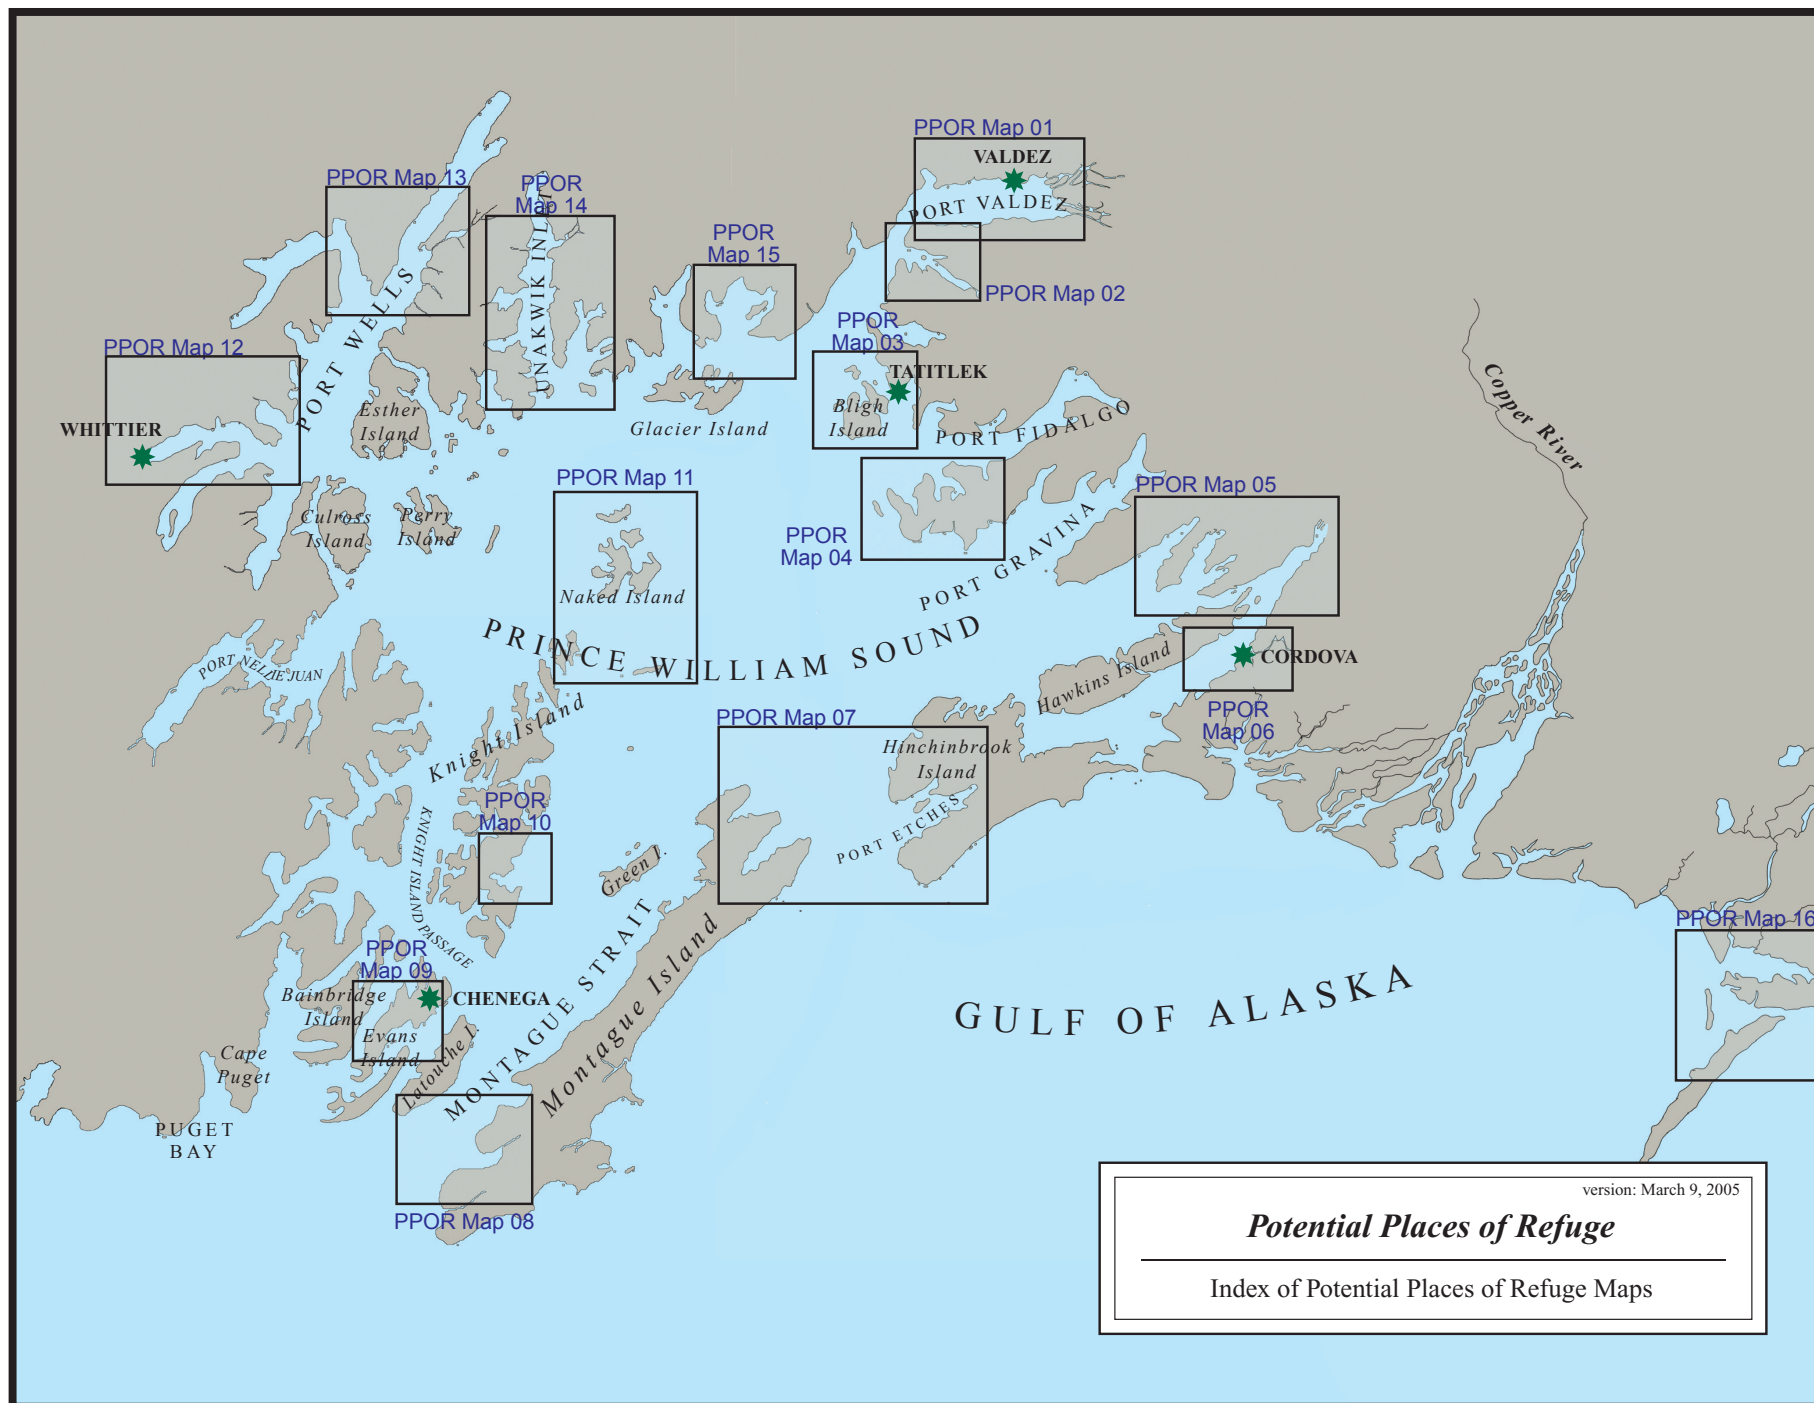 PPOR Map 01
VALDEZ
PORT VALDEZ
PPOR Map 13
PPOR
Map 14
UNAKWIK INLET
PPOR
Map 15
PPOR Map 02
PPOR
Map 03
TATITLEK
Bligh
Island
PORT WELLS
PPOR Map 12
WHITTIER
Esther
Island
Glacier Island
PORT FIDALGO
Copper River
PPOR Map 11
Naked Island
Culross
Island
Perry
Island
PPOR
Map 04
PORT GRAVINA
PPOR Map 05
PRINCE WILLIAM SOUND
PORT NELLIE JUAN
Hawkins Island
CORDOVA
PPOR
Map 06
PPOR Map 07
Hinchinbrook
Island
PORT ETCHES
Knight Island
PPOR
Map 10
KNIGHT ISLAND PASSAGE
Green I.
PPOR Map 16
PPOR
Map 09
Bainbridge
Island
CHENEGA
Evans
Island
Latouche I.
MONTAGUE STRAIT
Montague Island
GULF OF ALASKA
Cape
Puget
PUGET
BAY
PPOR Map 08
version: March 9, 2005
Potential Places of Refuge
Index of Potential Places of Refuge Maps